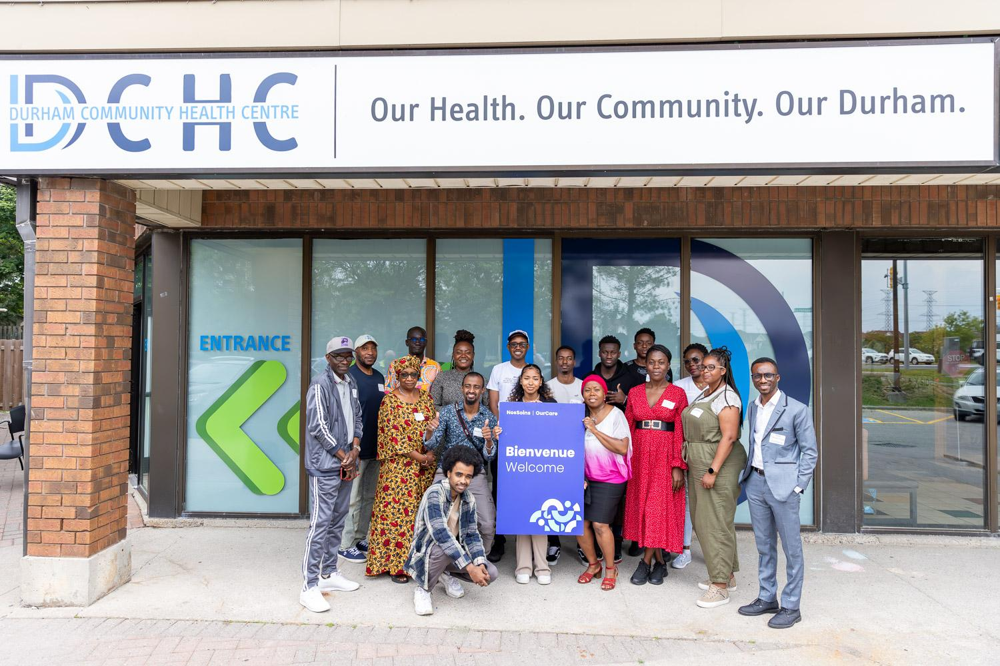 DCHC
DURHAM COMMUNITY HEALTH CENTRE
Our Health. Our Community. Our Durham.
ENTRANCE
NosSoins | OurCare
Bienvenue
Welcome
STOP